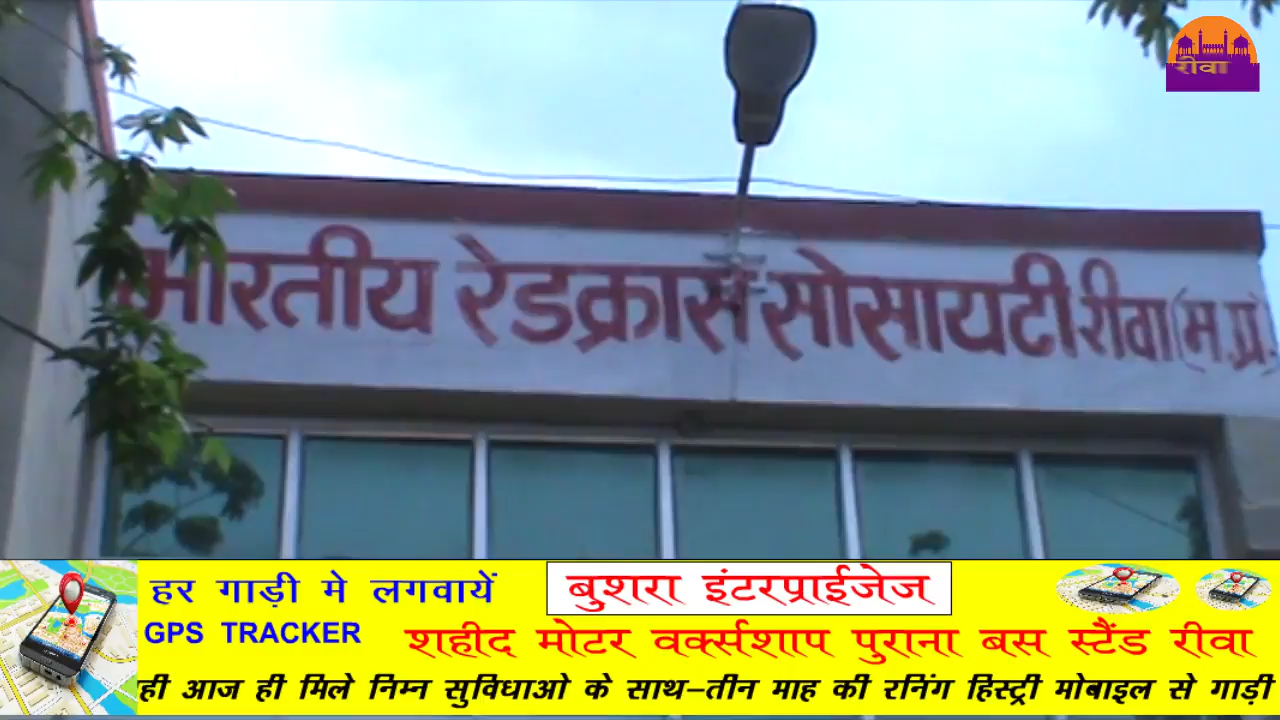 रीवा
भारतीय रेडक्रास सोसायटी रीवा (म.प्र.)
हर गाड़ी मे लगवायें
GPS TRACKER
बुशरा इंटरप्राईजेज
शहीद मोटर वर्क्सशाप पुराना बस स्टैंड रीवा
ही आज ही मिले निम्न सुविधाओ के साथ-तीन माह की रनिंग हिस्ट्री मोबाइल से गाड़ी